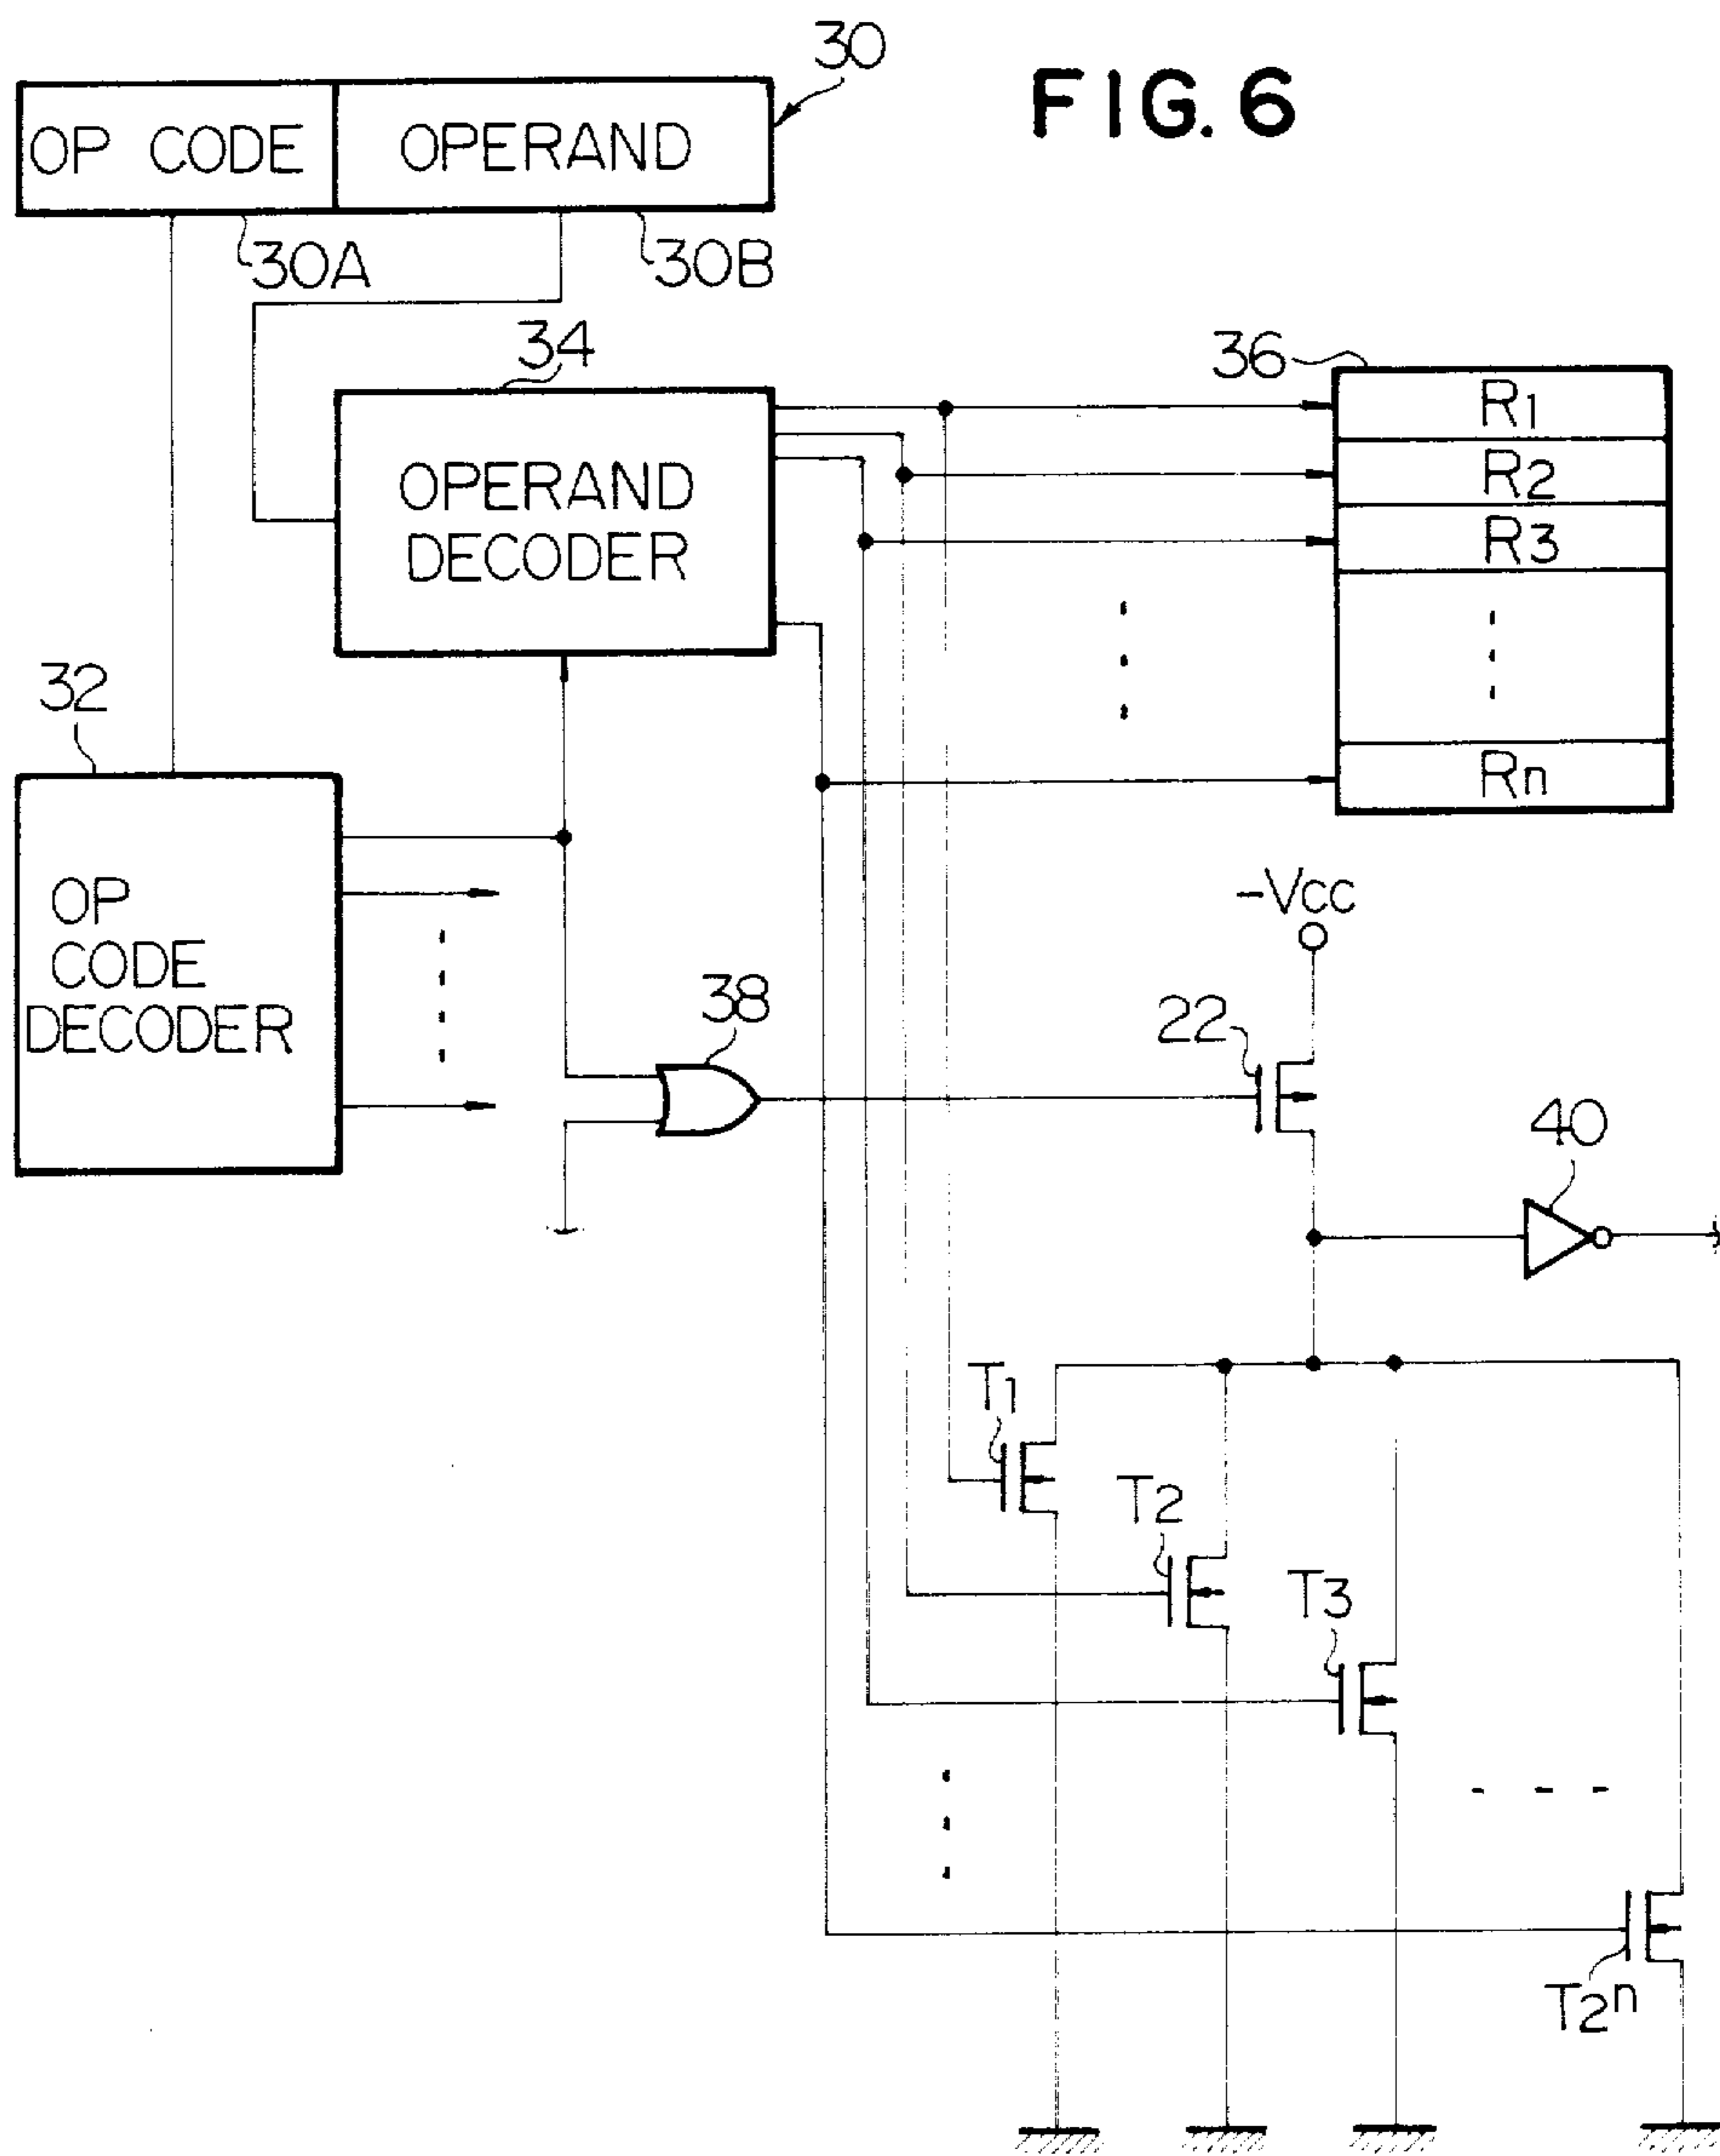 FIG. 6
30
OP CODE OPERAND
30A 30B
34
36
OPERAND
DECODER
R1
R2
R3
Rn
32
OP
CODE
DECODER
-Vcc
38
22
40
T1
T2
T3
T2n